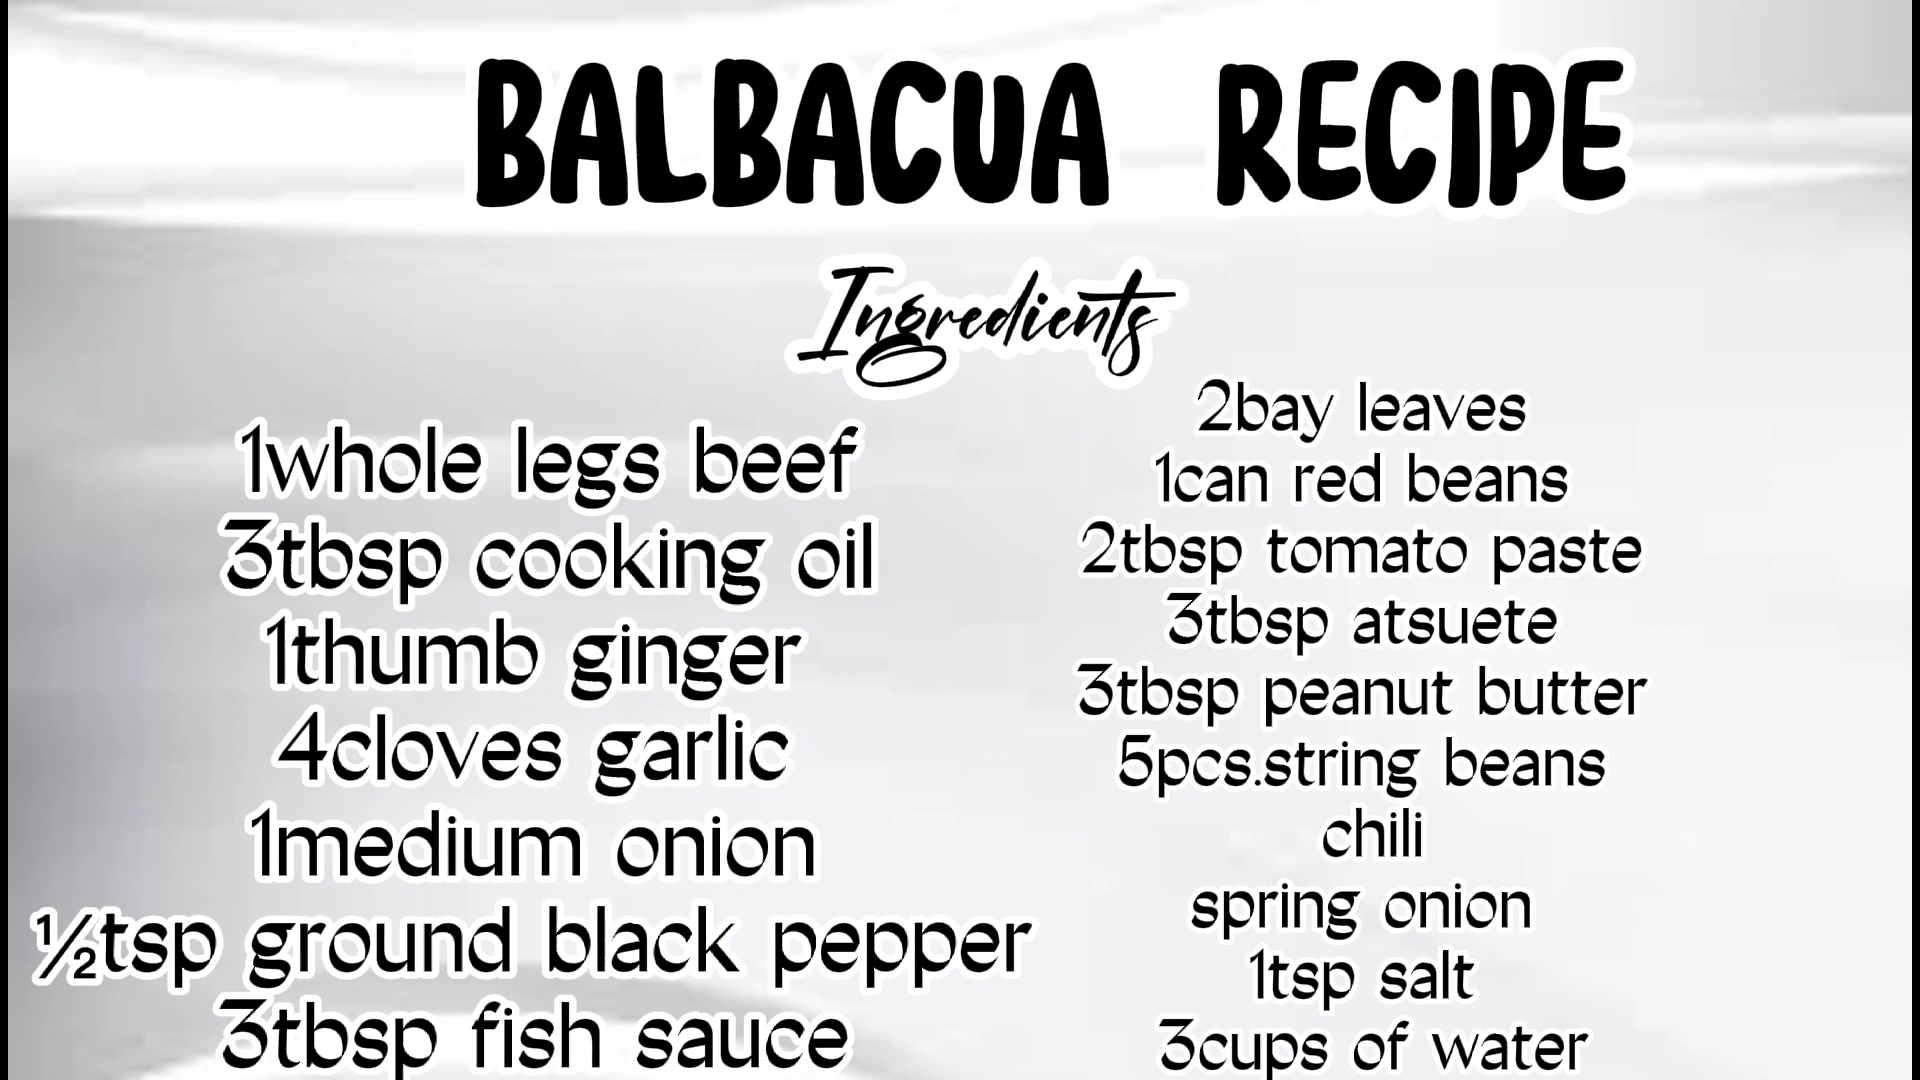 BALBACUA RECIPE
Ingredients
1whole legs beef
3tbsp cooking oil
1thumb ginger
4cloves garlic
1medium onion
½tsp ground black pepper
3tbsp fish sauce
2bay leaves
1can red beans
2tbsp tomato paste
3tbsp atsuete
3tbsp peanut butter
5pcs.string beans
chili
spring onion
1tsp salt
3cups of water